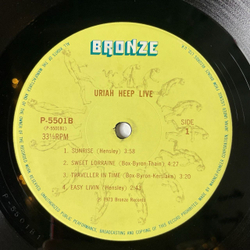 BRONZE
URIAH HEEP LIVE
P-5501B
33⅓RPM
SIDE
1
1. SUNRISE (Hensley) 3:58
2. SWEET LORRAINE (Box-Byron-Thain) 4:27
3. TRAVELLER IN TIME (Box-Byron-Kerslake) 3:20
4. EASY LIVIN (Hensley) 2:43
℗ 1973 Bronze Records